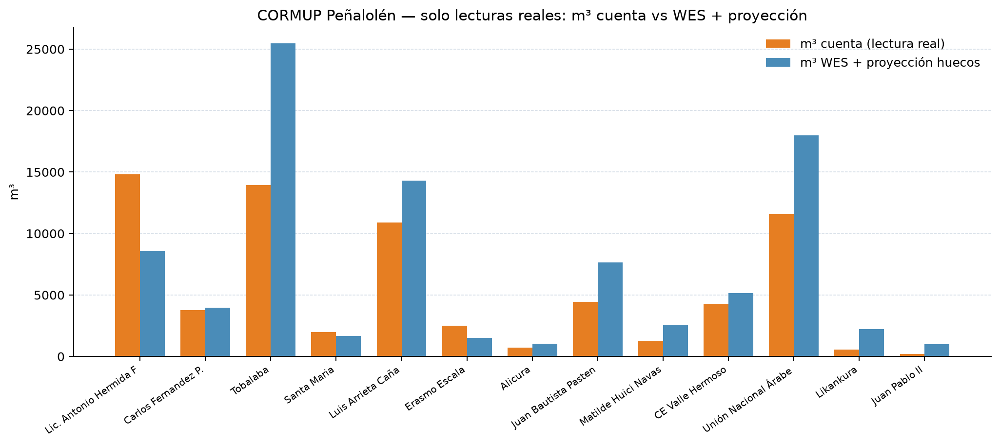 CORMUP Peñalolén — solo lecturas reales: m³ cuenta vs WES + proyección
m³ cuenta (lectura real)
m³ WES + proyección huecos
m³
25000
20000
15000
10000
5000
0
Lic. Antonio Hermida F
Carlos Fernandez P.
Tobalaba
Santa Maria
Luis Arrieta Caña
Erasmo Escala
Alicura
Juan Bautista Pasten
Matilde Huici Navas
CE Valle Hermoso
Unión Nacional Árabe
Likankura
Juan Pablo II